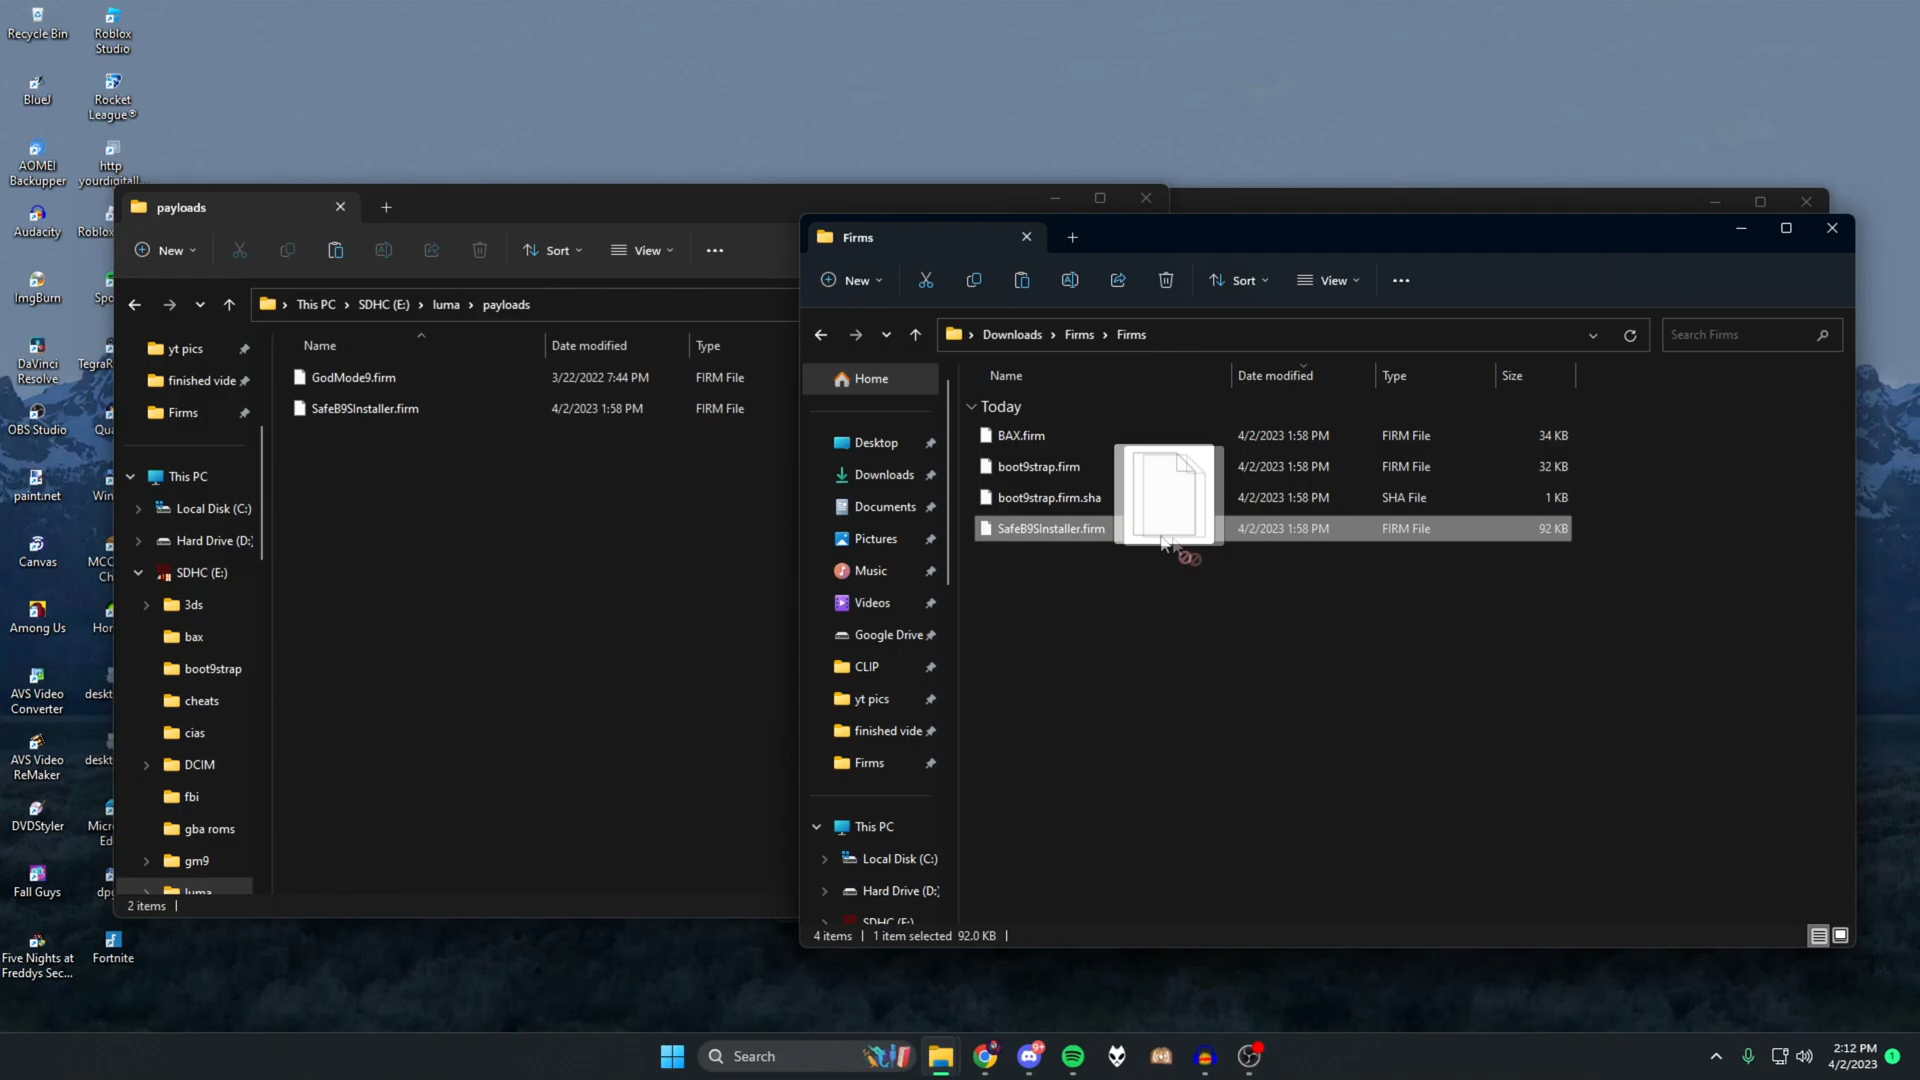 Recycle Bin
Roblox
Studio
BlueJ
Rocket
League®
AOMEI
Backupper
http
yourdigitall...
Audacity
Roblox
ImgBurn
Spo
DaVinci
Resolve
TegraR
OBS Studio
Qua
paint.net
Win
Canvas
MCC
Ch
Among Us
Hor
AVS Video
Converter
deskt
AVS Video
ReMaker
deskt
DVDStyler
Micr
Ed
Fall Guys
dpg
Five Nights at
Freddys Sec...
Fortnite
payloads
New
Sort
View
This PC
SDHC (E:)
luma
payloads
Name
Date modified
Type
GodMode9.firm
3/22/2022 7:44 PM
FIRM File
SafeB9SInstaller.firm
4/2/2023 1:58 PM
FIRM File
yt pics
finished vide
Firms
This PC
Local Disk (C:)
Hard Drive (D:)
SDHC (E:)
3ds
bax
boot9strap
cheats
cias
DCIM
fbi
gba roms
gm9
luma
2 items
Firms
New
Sort
View
Downloads
Firms
Firms
Search Firms
Name
Date modified
Type
Size
Today
BAX.firm
4/2/2023 1:58 PM
FIRM File
34 KB
boot9strap.firm
4/2/2023 1:58 PM
FIRM File
32 KB
boot9strap.firm.sha
4/2/2023 1:58 PM
SHA File
1 KB
SafeB9SInstaller.firm
4/2/2023 1:58 PM
FIRM File
92 KB
Home
Desktop
Downloads
Documents
Pictures
Music
Videos
Google Drive
CLIP
yt pics
finished vide
Firms
This PC
Local Disk (C:)
Hard Drive (D:)
SDHC (E:)
4 items
1 item selected 92.0 KB
Search
9+
2:12 PM
4/2/2023
1